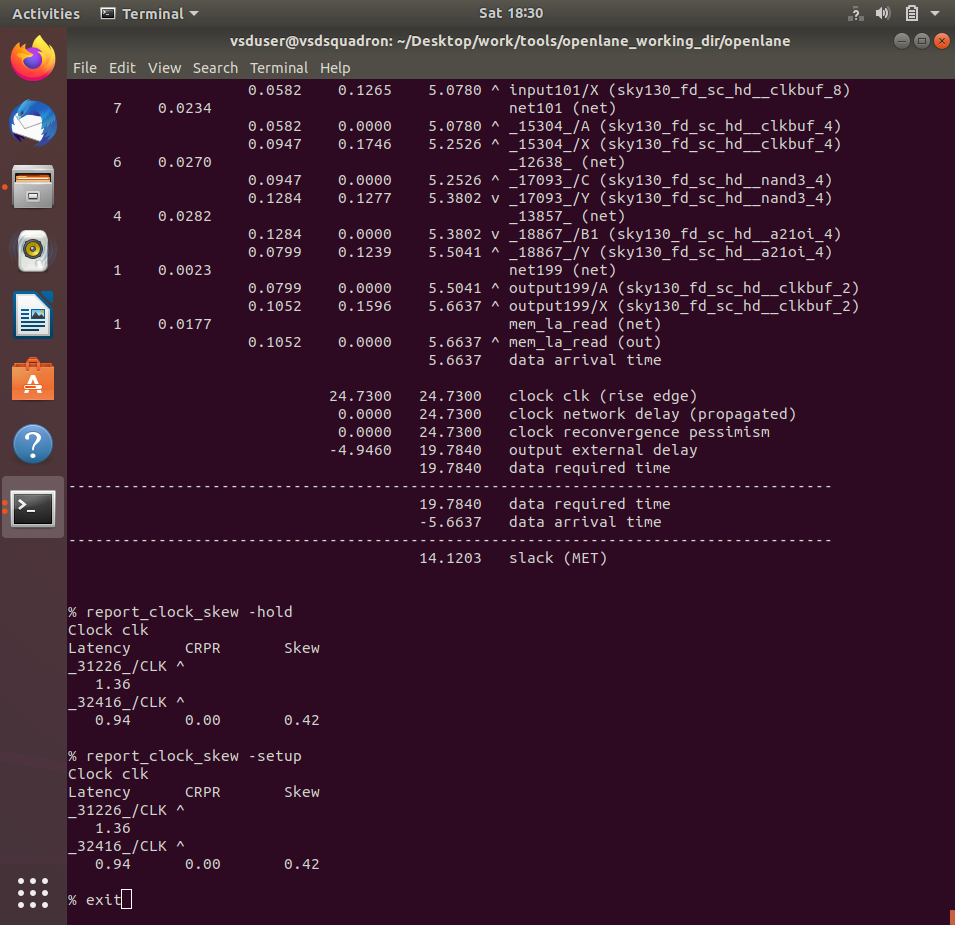 Activities Terminal Sat 18:30
vsduser@vsdsquadron: ~/Desktop/work/tools/openlane_working_dir/openlane
File Edit View Search Terminal Help
                    0.0582    0.1265    5.0780 ^ input101/X (sky130_fd_sc_hd__clkbuf_8)
     7    0.0234                                 net101 (net)
                    0.0582    0.0000    5.0780 ^ _15304_/A (sky130_fd_sc_hd__clkbuf_4)
                    0.0947    0.1746    5.2526 ^ _15304_/X (sky130_fd_sc_hd__clkbuf_4)
     6    0.0270                                 _12638_ (net)
                    0.0947    0.0000    5.2526 ^ _17093_/C (sky130_fd_sc_hd__nand3_4)
                    0.1284    0.1277    5.3802 v _17093_/Y (sky130_fd_sc_hd__nand3_4)
     4    0.0282                                 _13857_ (net)
                    0.1284    0.0000    5.3802 v _18867_/B1 (sky130_fd_sc_hd__a21oi_4)
                    0.0799    0.1239    5.5041 ^ _18867_/Y (sky130_fd_sc_hd__a21oi_4)
     1    0.0023                                 net199 (net)
                    0.0799    0.0000    5.5041 ^ output199/A (sky130_fd_sc_hd__clkbuf_2)
                    0.1052    0.1596    5.6637 ^ output199/X (sky130_fd_sc_hd__clkbuf_2)
     1    0.0177                                 mem_la_read (net)
                    0.1052    0.0000    5.6637 ^ mem_la_read (out)
                                        5.6637   data arrival time
                             24.7300   24.7300   clock clk (rise edge)
                              0.0000   24.7300   clock network delay (propagated)
                              0.0000   24.7300   clock reconvergence pessimism
                             -4.9460   19.7840   output external delay
                                       19.7840   data required time
-------------------------------------------------------------------------------------
                                       19.7840   data required time
                                       -5.6637   data arrival time
-------------------------------------------------------------------------------------
                                       14.1203   slack (MET)
% report_clock_skew -hold
Clock clk
Latency      CRPR       Skew
_31226_/CLK ^
   1.36
_32416_/CLK ^
   0.94      0.00       0.42
% report_clock_skew -setup
Clock clk
Latency      CRPR       Skew
_31226_/CLK ^
   1.36
_32416_/CLK ^
   0.94      0.00       0.42
% exit